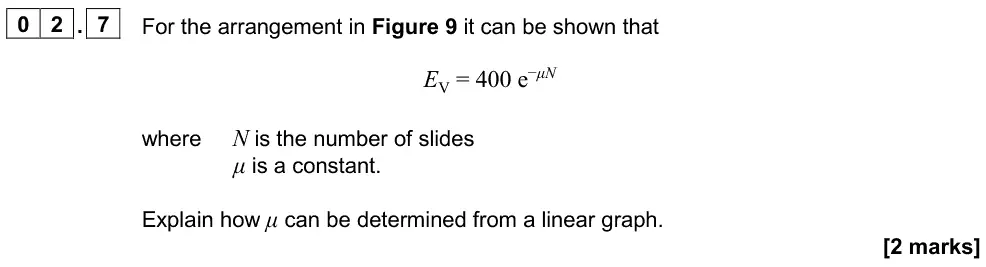 0 2 . 7 For the arrangement in Figure 9 it can be shown that
E_V = 400 e^{−μN}
where N is the number of slides
μ is a constant.
Explain how μ can be determined from a linear graph.
[2 marks]